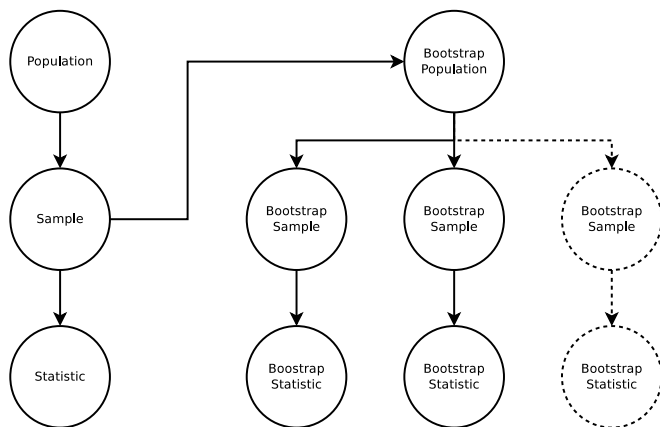 Population
Bootstrap
Population
Sample
Bootstrap
Sample
Bootstrap
Sample
Bootstrap
Sample
Statistic
Boostrap
Statistic
Bootstrap
Statistic
Bootstrap
Statistic